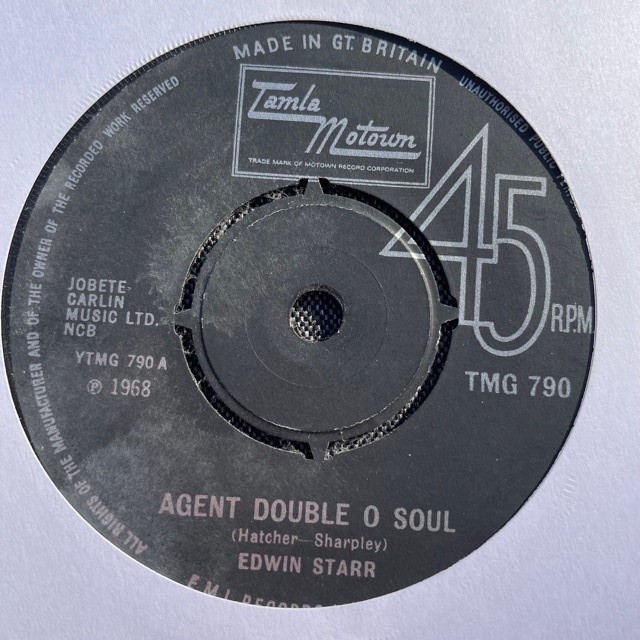 MADE IN GT. BRITAIN
UNAUTHORISED PUBLIC
ALL RIGHTS OF THE MANUFACTURER AND OF THE OWNER OF THE RECORDED WORK RESERVED
Tamla
Motown
TRADE MARK OF MOTOWN RECORD CORPORATION
45
R.P.M.
JOBETE-
CARLIN
MUSIC LTD.
NCB
YTMG 790 A
℗ 1968
TMG 790
AGENT DOUBLE O SOUL
(Hatcher—Sharpley)
EDWIN STARR
E.M.I. RECORDS